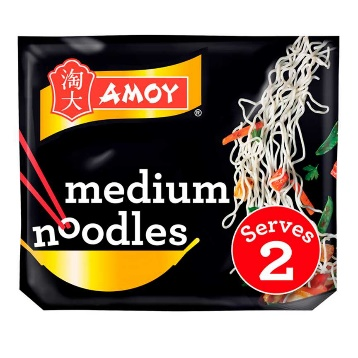 淘大
AMOY
®
medium
noodles
Serves
2